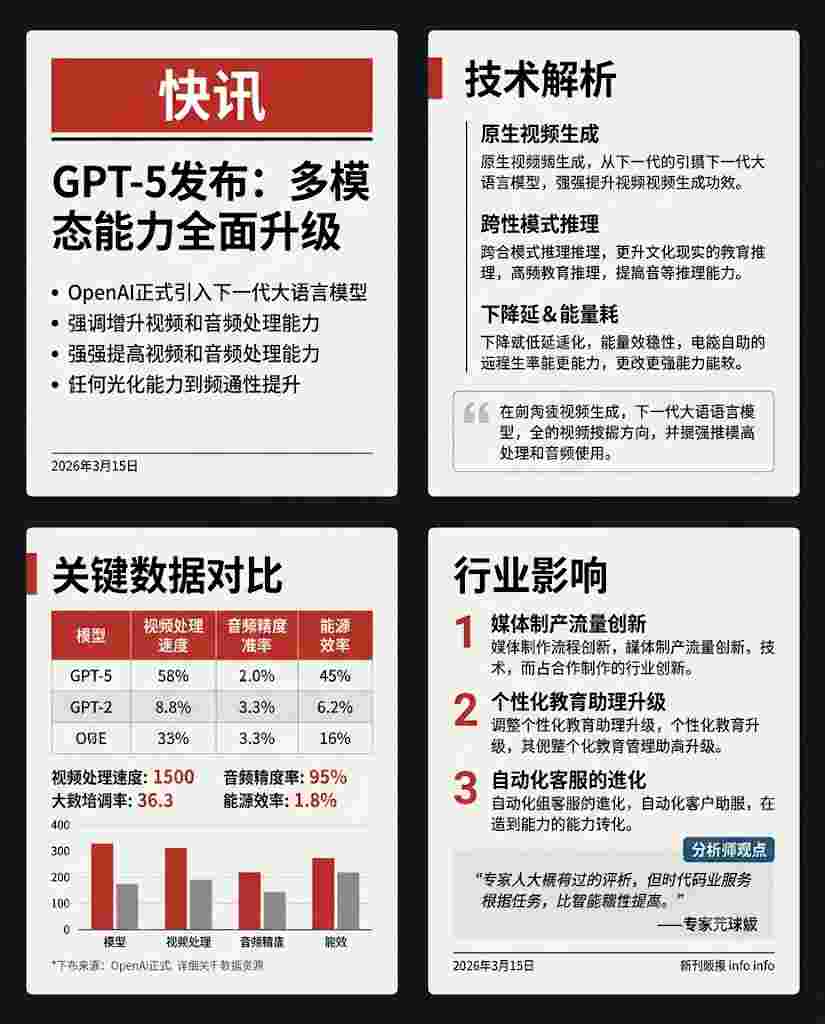 快讯
GPT-5发布：多模
态能力全面升级
• OpenAI正式引入下一代大语言模型
• 强调增升视频和音频处理能力
• 强强提高视频和音频处理能力
• 任何光化能力到频通性提升
2026年3月15日
技术解析
原生视频生成
原生视频频生成，从下一代的引摄下一代大
语言模型，强强提升视频视频生成功效。
跨性模式推理
跨合模式推理推理，更升文化现实的教育推
理，高频教育推理，提搞音等推理能力。
下降延＆能量耗
下降低延速化，能量效稳性，电能自助的
远程生率能更能力，更改更强能力能较。
在前 视频生成，下一代大语语言模
型，全的视频 方向，并 强推模高
处理和音频使用。
关键数据对比
模型 视频处理 音频精度 能源
速度 准率 效率
GPT-5 58% 2.0% 45%
GPT-2 8.8% 3.3% 6.2%
33% 3.3% 16%
视频处理速度: 1500 音频精度率: 95%
大数培调率: 36.3 能源效率: 1.8%
400
300
200
100
0
模型 视频处理 音频精度 能效
*下布来源：OpenAI正式, 详细关于数据资源
行业影响
1 媒体制产流量创新
媒体制作流程创新，媒体制产流量创新，技
术，而占合作制作的行业创新。
2 个性化教育助理升级
调整个性化教育助理升级，个性化教育升
级，其 整个化教育管理助高升级。
3 自动化客服的進化
自动化组客服的進化，自动化客户助服，在
造到能力的能力转化。
分析师观点
“专家人大概 过的评析，但时代码业服务
根据任务，比智能 性提高。”
——专家 球
2026年3月15日
新刊 报 info info